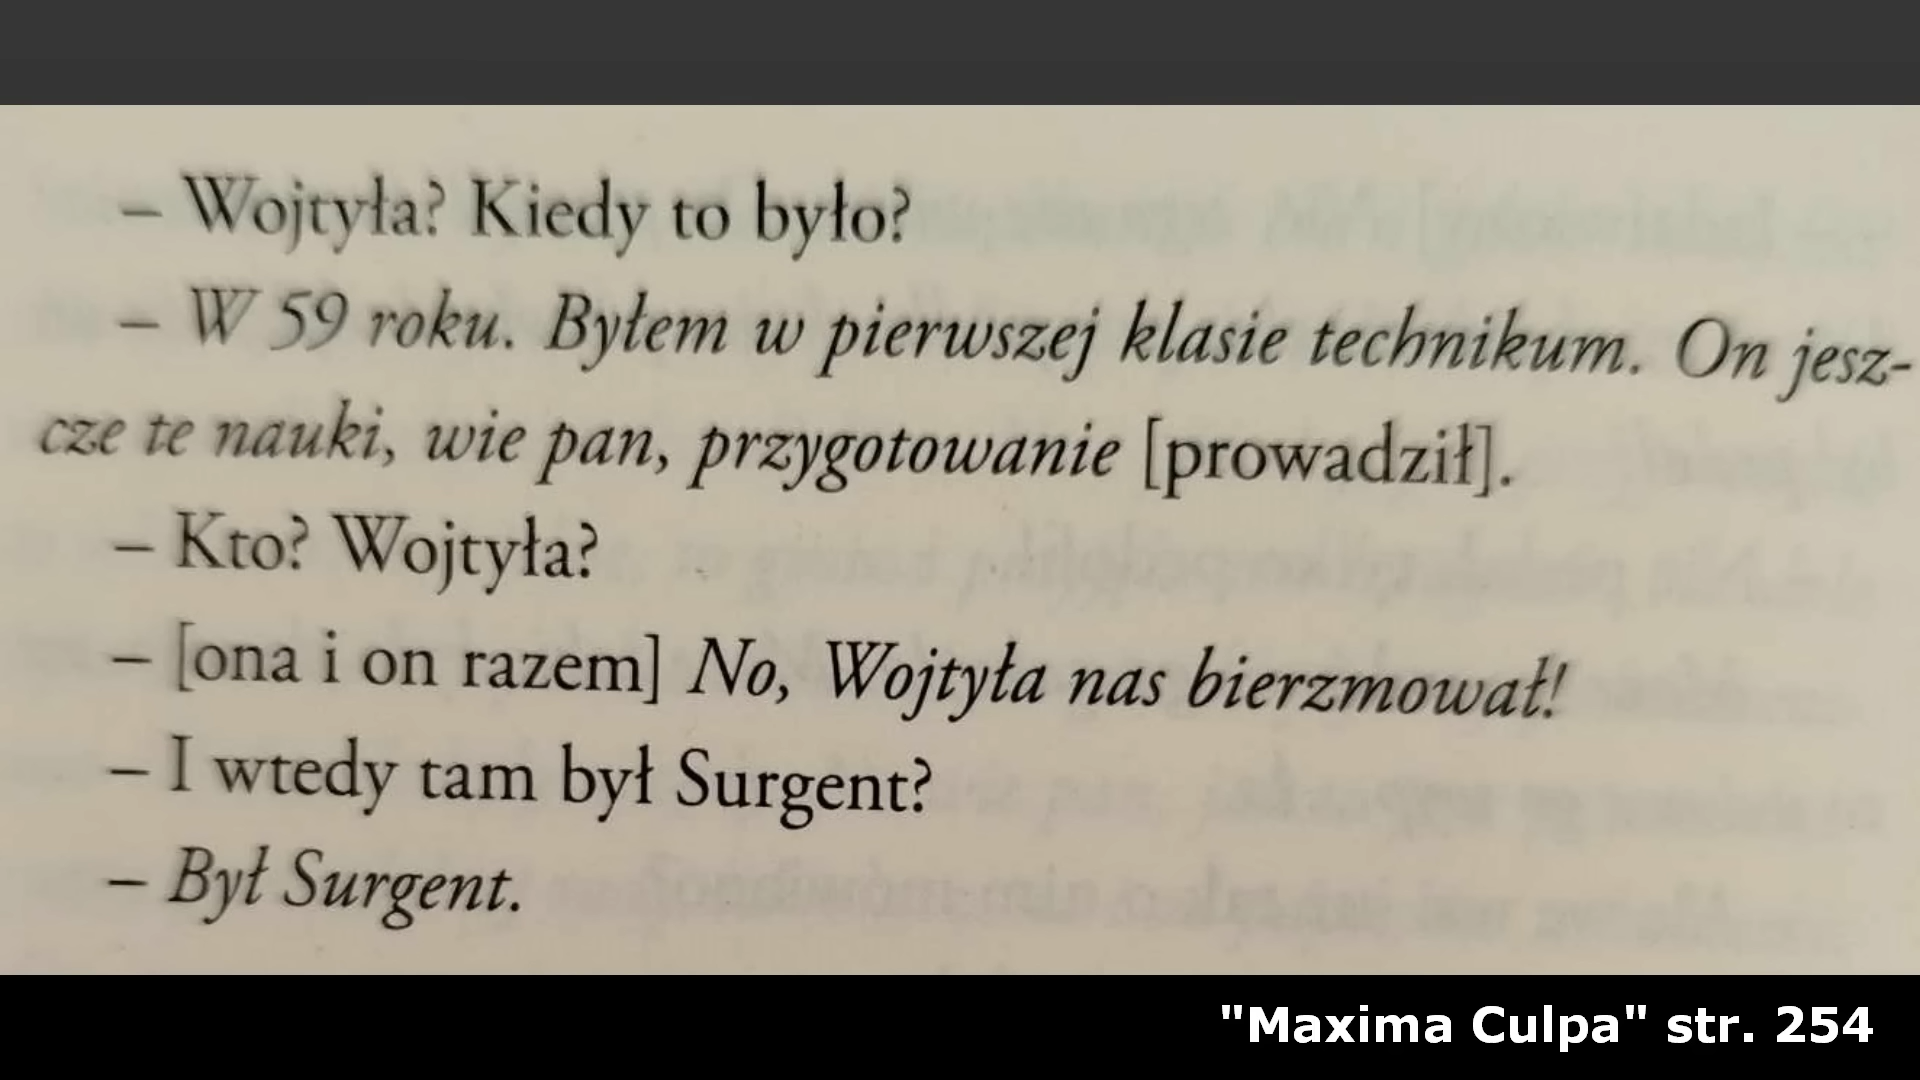 – Wojtyła? Kiedy to było?
– W 59 roku. Byłem w pierwszej klasie technikum. On jesz-
cze te nauki, wie pan, przygotowanie [prowadził].
– Kto? Wojtyła?
– [ona i on razem] No, Wojtyła nas bierzmował!
– I wtedy tam był Surgent?
– Był Surgent.
"Maxima Culpa" str. 254